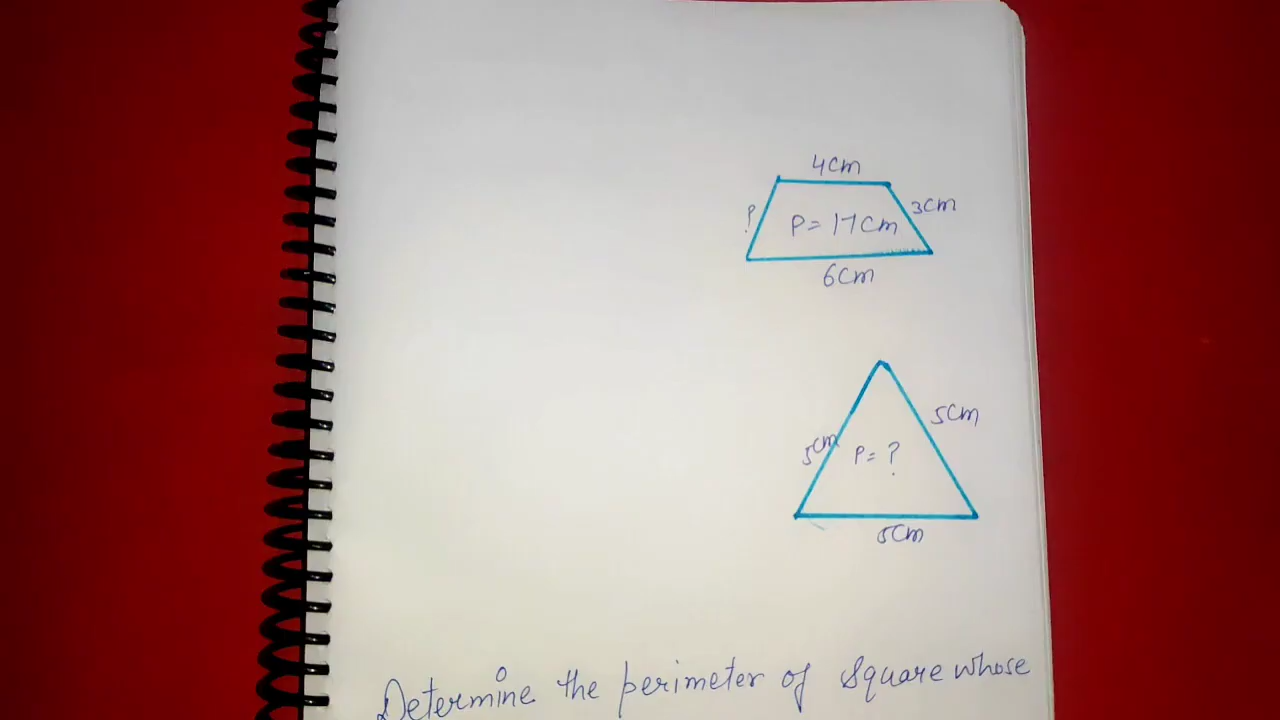 4cm
?
3cm
P = 17cm
6cm
5cm
5cm
P = ?
5cm
Determine the perimeter of square whose